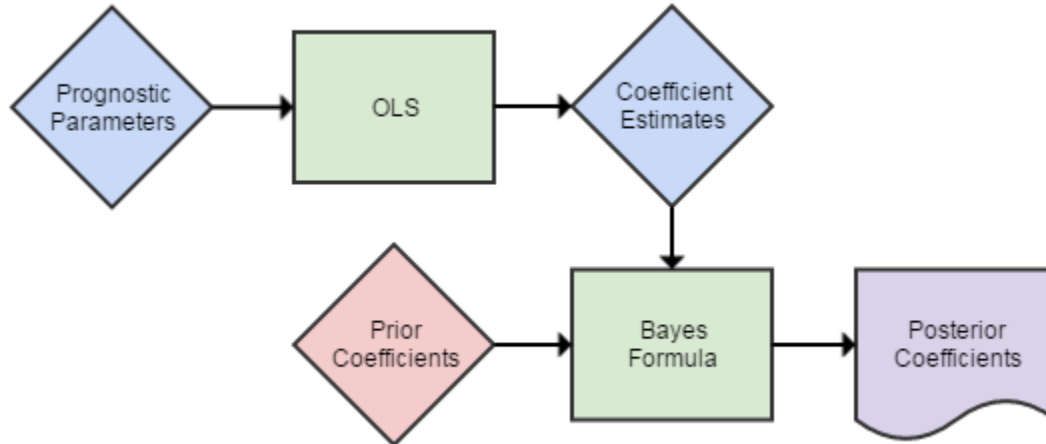 Prognostic
Parameters
OLS
Coefficient
Estimates
Prior
Coefficients
Bayes
Formula
Posterior
Coefficients